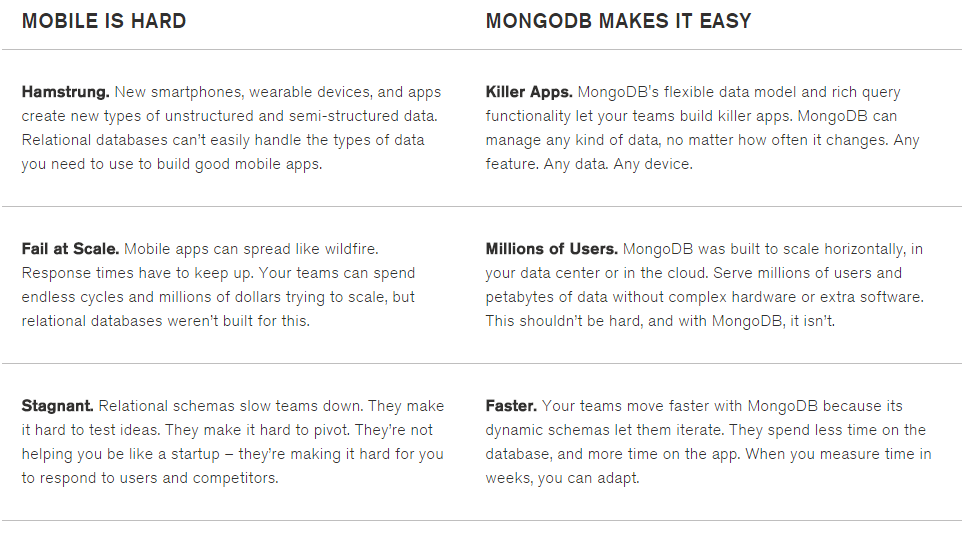 MOBILE IS HARD
MONGODB MAKES IT EASY
Hamstrung. New smartphones, wearable devices, and apps
create new types of unstructured and semi-structured data.
Relational databases can't easily handle the types of data
you need to use to build good mobile apps.
Killer Apps. MongoDB's flexible data model and rich query
functionality let your teams build killer apps. MongoDB can
manage any kind of data, no matter how often it changes. Any
feature. Any data. Any device.
Fail at Scale. Mobile apps can spread like wildfire.
Response times have to keep up. Your teams can spend
endless cycles and millions of dollars trying to scale, but
relational databases weren't built for this.
Millions of Users. MongoDB was built to scale horizontally, in
your data center or in the cloud. Serve millions of users and
petabytes of data without complex hardware or extra software.
This shouldn't be hard, and with MongoDB, it isn't.
Stagnant. Relational schemas slow teams down. They make
it hard to test ideas. They make it hard to pivot. They're not
helping you be like a startup – they're making it hard for you
to respond to users and competitors.
Faster. Your teams move faster with MongoDB because its
dynamic schemas let them iterate. They spend less time on the
database, and more time on the app. When you measure time in
weeks, you can adapt.